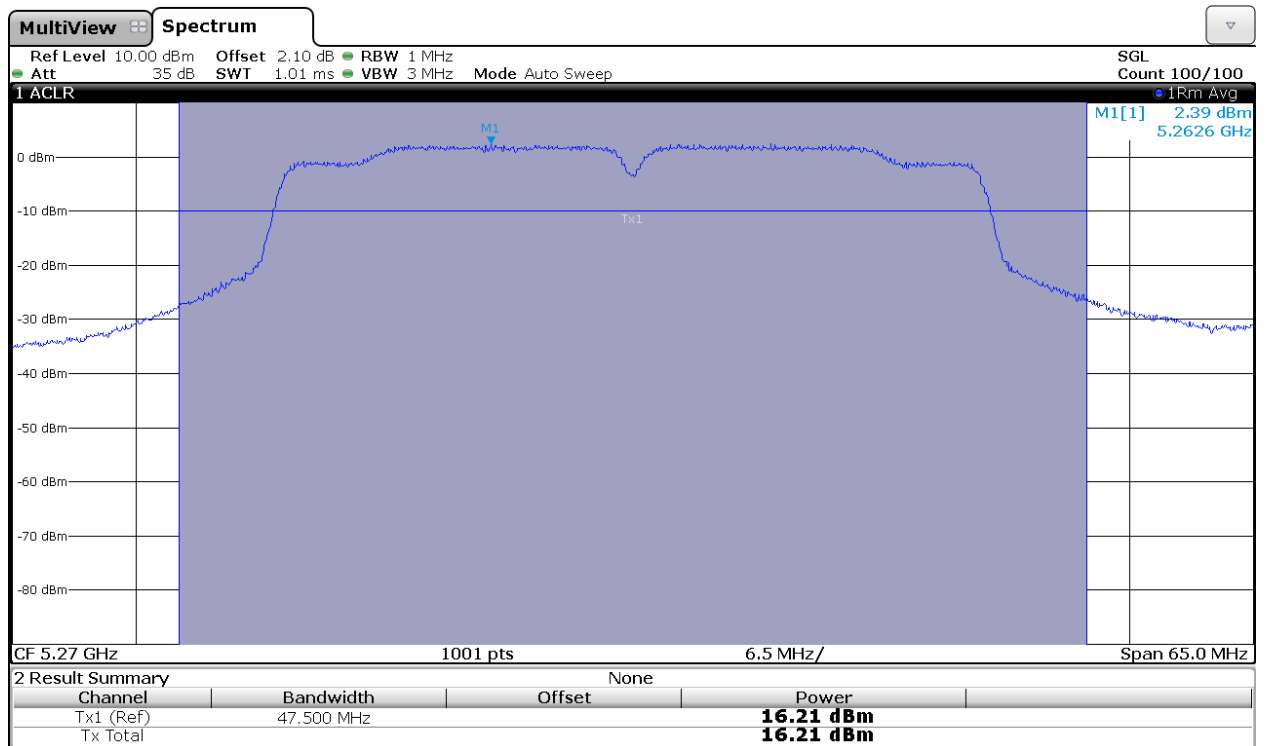 MultiView Spectrum
Ref Level 10.00 dBm Offset 2.10 dB RBW 1 MHz SGL
Att 35 dB SWT 1.01 ms VBW 3 MHz Mode Auto Sweep Count 100/100
1 ACLR 1Rm Avg
M1[1] 2.39 dBm
5.2626 GHz
M1
0 dBm
-10 dBm
Tx1
-20 dBm
-30 dBm
-40 dBm
-50 dBm
-60 dBm
-70 dBm
-80 dBm
CF 5.27 GHz 1001 pts 6.5 MHz/ Span 65.0 MHz
2 Result Summary None
Channel Bandwidth Offset Power
Tx1 (Ref) 47.500 MHz 16.21 dBm
Tx Total 16.21 dBm